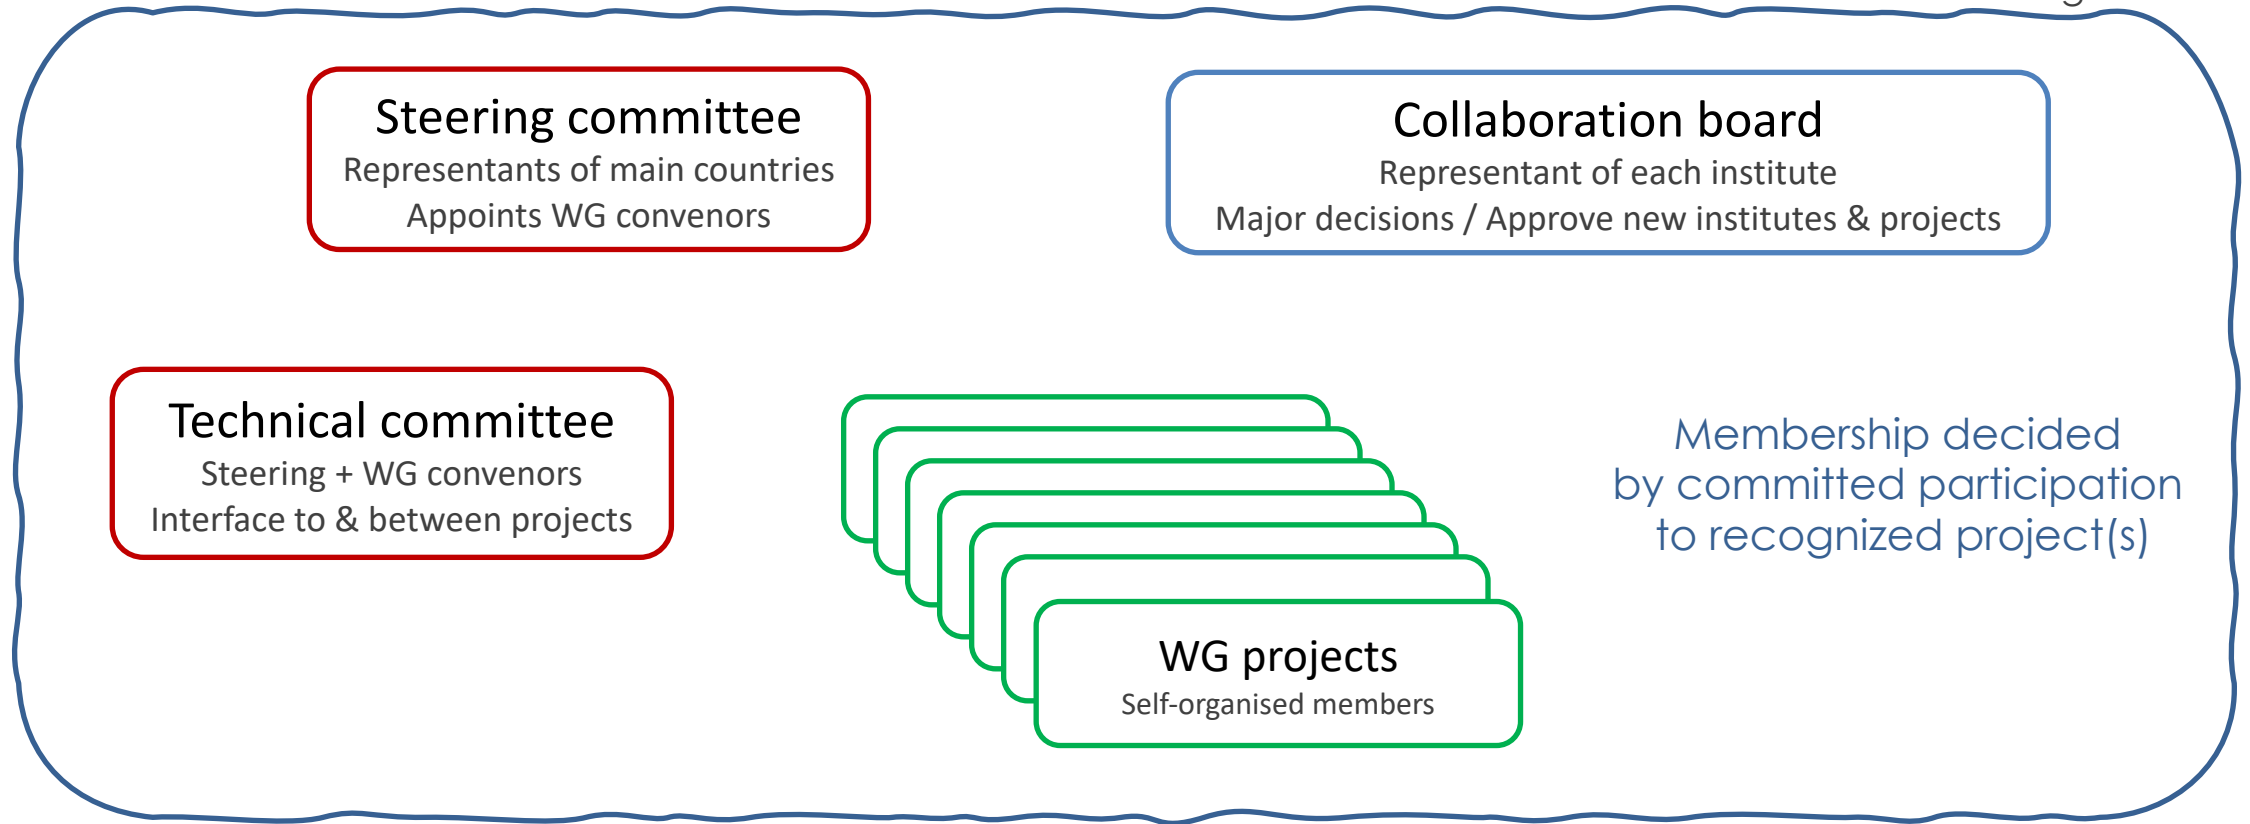 Steering committee
Representants of main countries
Appoints WG convenors
Collaboration board
Representant of each institute
Major decisions / Approve new institutes & projects
Technical committee
Steering + WG convenors
Interface to & between projects
WG projects
Self-organised members
Membership decided
by committed participation
to recognized project(s)